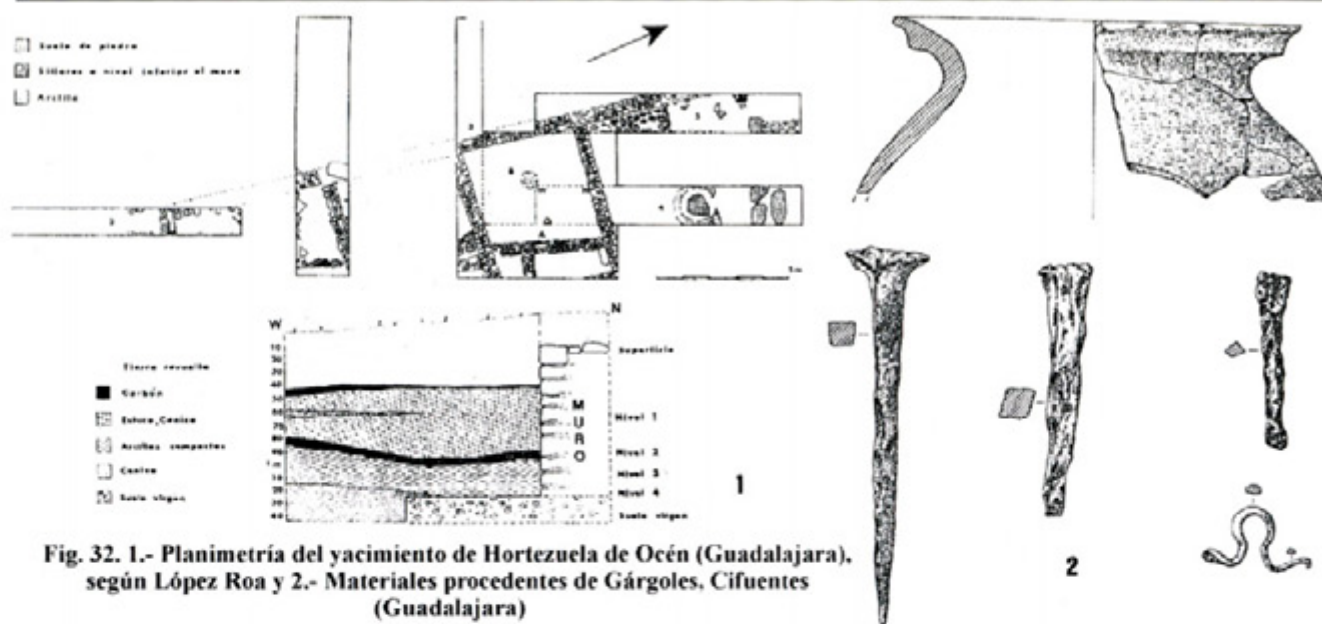 Suelo de piedra
Sillares a nivel inferior al muro
Arcilla
W
N
Superficie
Tierra revuelta
Carbón
Arcillas compactas
Ceniza
Suelo virgen
MURO
Nivel 1
Nivel 2
Nivel 3
Nivel 4
Suelo virgen
1
2
Fig. 32. 1.- Planimetría del yacimiento de Hortezuela de Océn (Guadalajara),
según López Roa y 2.- Materiales procedentes de Gárgoles, Cifuentes
(Guadalajara)